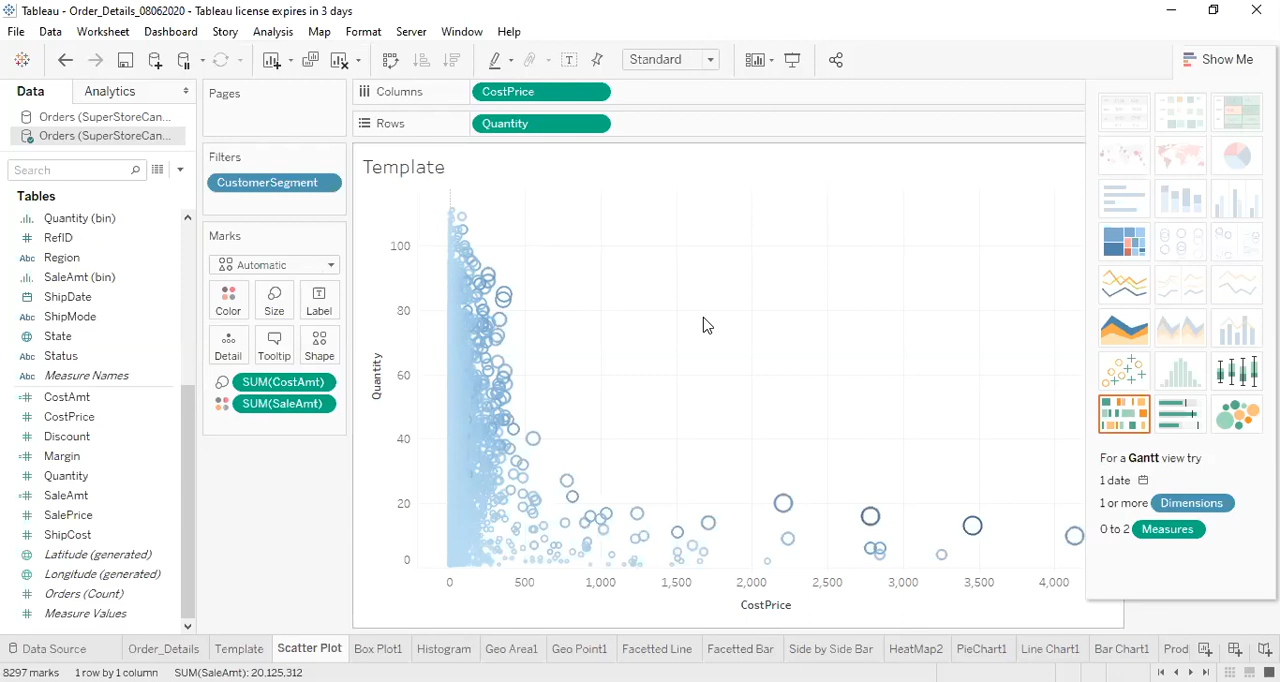 Tableau - Order_Details_08062020 - Tableau license expires in 3 days
File Data Worksheet Dashboard Story Analysis Map Format Server Window Help
Standard
Show Me
Data Analytics
Orders (SuperStoreCan...
Orders (SuperStoreCan...
Search
Tables
Quantity (bin)
# RefID
Abc Region
SaleAmt (bin)
ShipDate
Abc ShipMode
State
Abc Status
Abc Measure Names
=# CostAmt
# CostPrice
# Discount
=# Margin
# Quantity
=# SaleAmt
# SalePrice
# ShipCost
Latitude (generated)
Longitude (generated)
# Orders (Count)
# Measure Values
Pages
Filters
CustomerSegment
Marks
Automatic
Color Size Label
Detail Tooltip Shape
SUM(CostAmt)
SUM(SaleAmt)
Columns CostPrice
Rows Quantity
Template
Quantity
100
80
60
40
20
0
0 500 1,000 1,500 2,000 2,500 3,000 3,500 4,000
CostPrice
For a Gantt view try
1 date
1 or more Dimensions
0 to 2 Measures
Data Source Order_Details Template Scatter Plot Box Plot1 Histogram Geo Area1 Geo Point1 Facetted Line Facetted Bar Side by Side Bar HeatMap2 PieChart1 Line Chart1 Bar Chart1 Prod
8297 marks 1 row by 1 column SUM(SaleAmt): 20,125,312